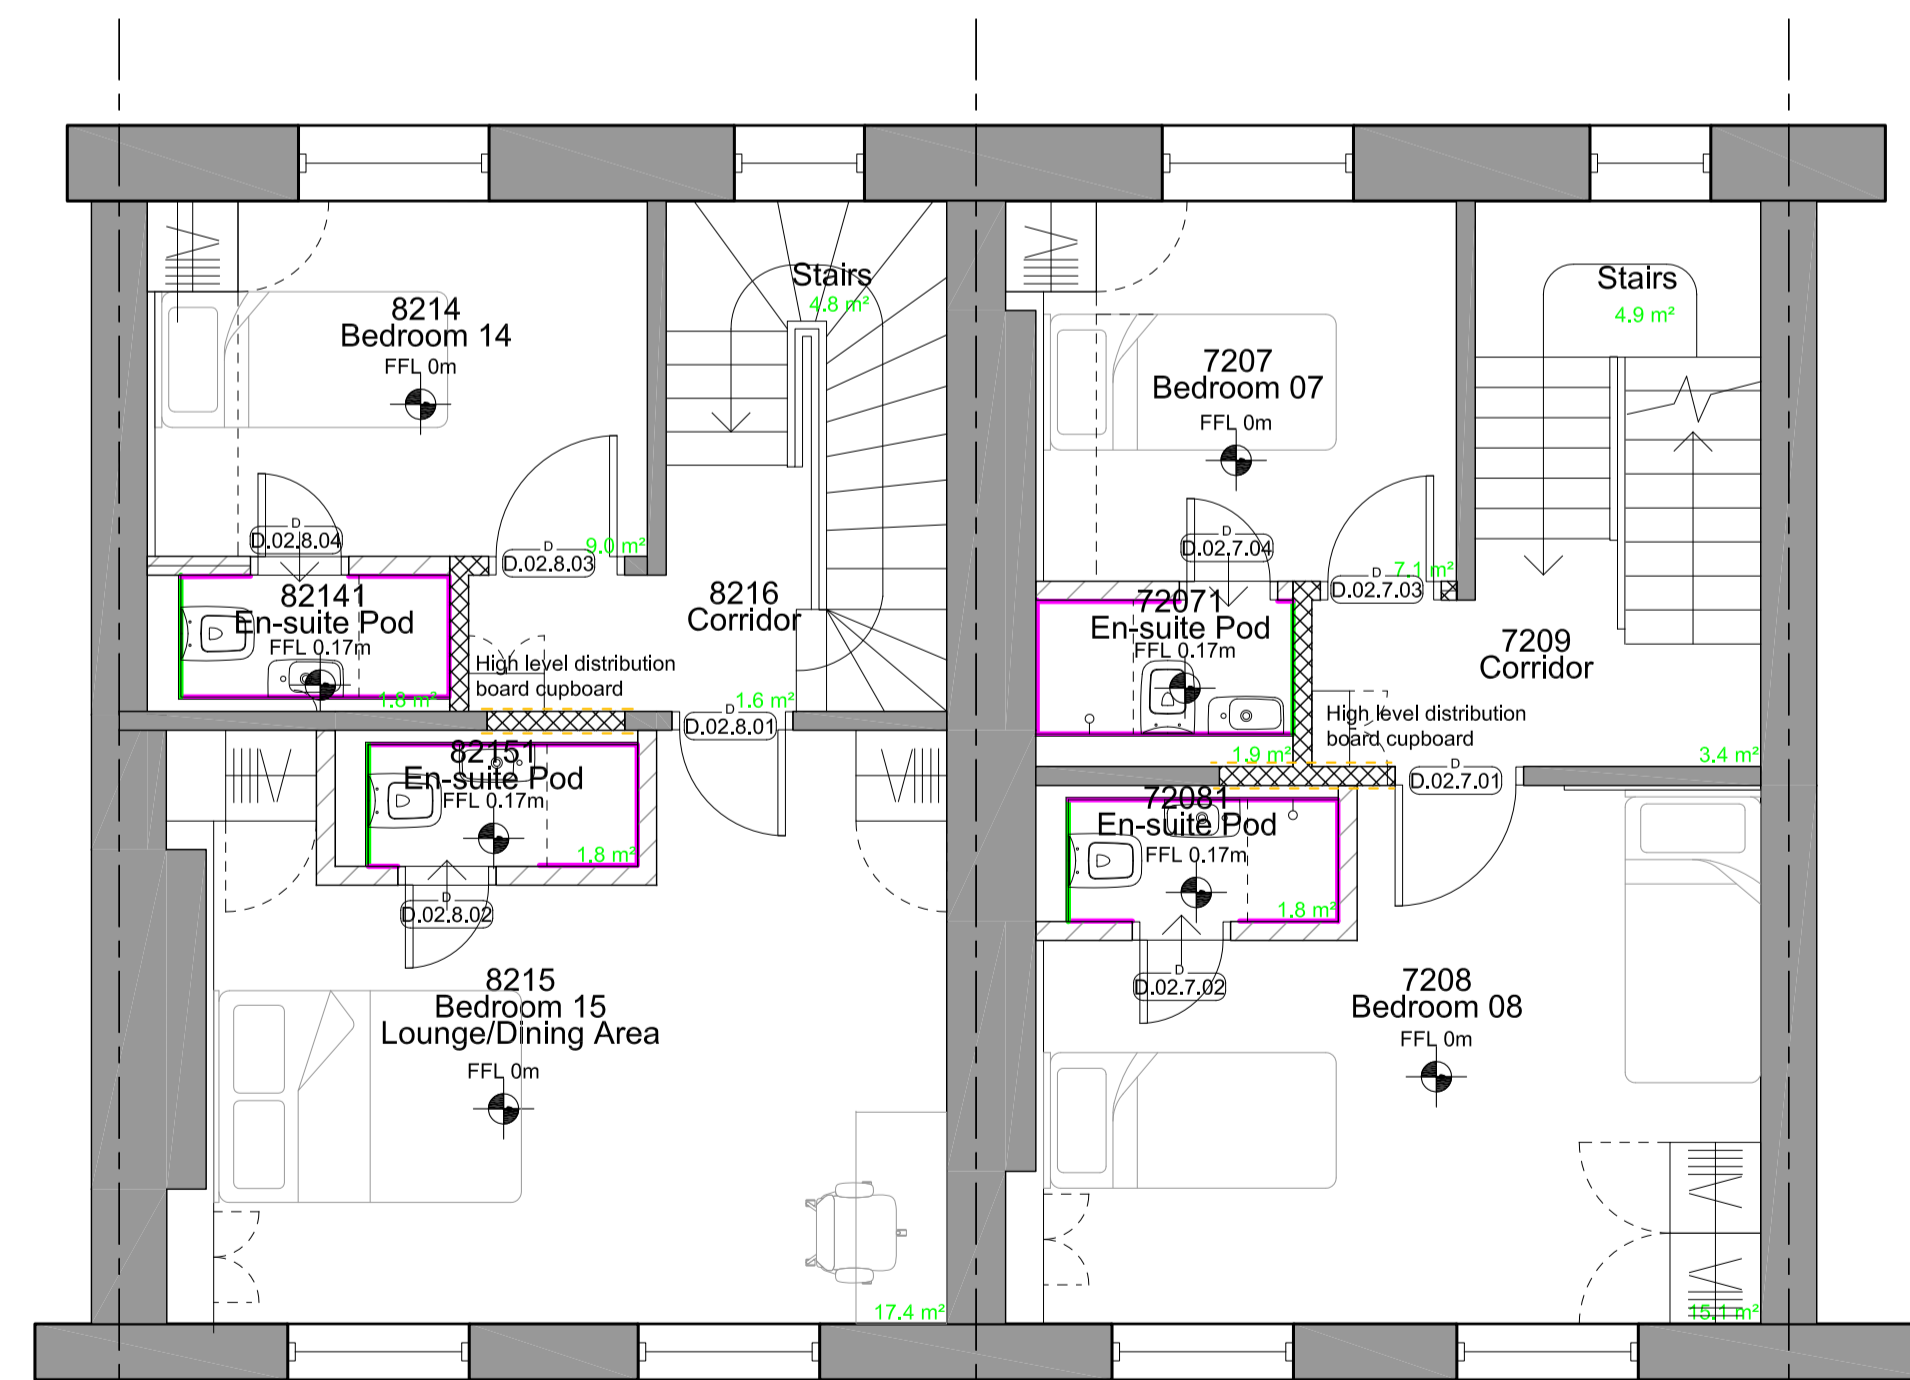 Stairs
4.8 m²
8214
Bedroom 14
FFL 0m
D
D.02.8.04
D
D.02.8.03
9.0 m²
82141
En-suite Pod
FFL 0.17m
1.8 m²
8216
Corridor
High level distribution
board cupboard
1.6 m²
D
D.02.8.01
82151
En-suite Pod
FFL 0.17m
1.8 m²
D
D.02.8.02
8215
Bedroom 15
Lounge/Dining Area
FFL 0m
17.4 m²
Stairs
4.9 m²
7207
Bedroom 07
FFL 0m
D
D.02.7.04
7.1 m²
D
D.02.7.03
72071
En-suite Pod
FFL 0.17m
1.9 m²
7209
Corridor
High level distribution
board cupboard
3.4 m²
D
D.02.7.01
72081
En-suite Pod
FFL 0.17m
1.8 m²
D
D.02.7.02
7208
Bedroom 08
FFL 0m
15.1 m²